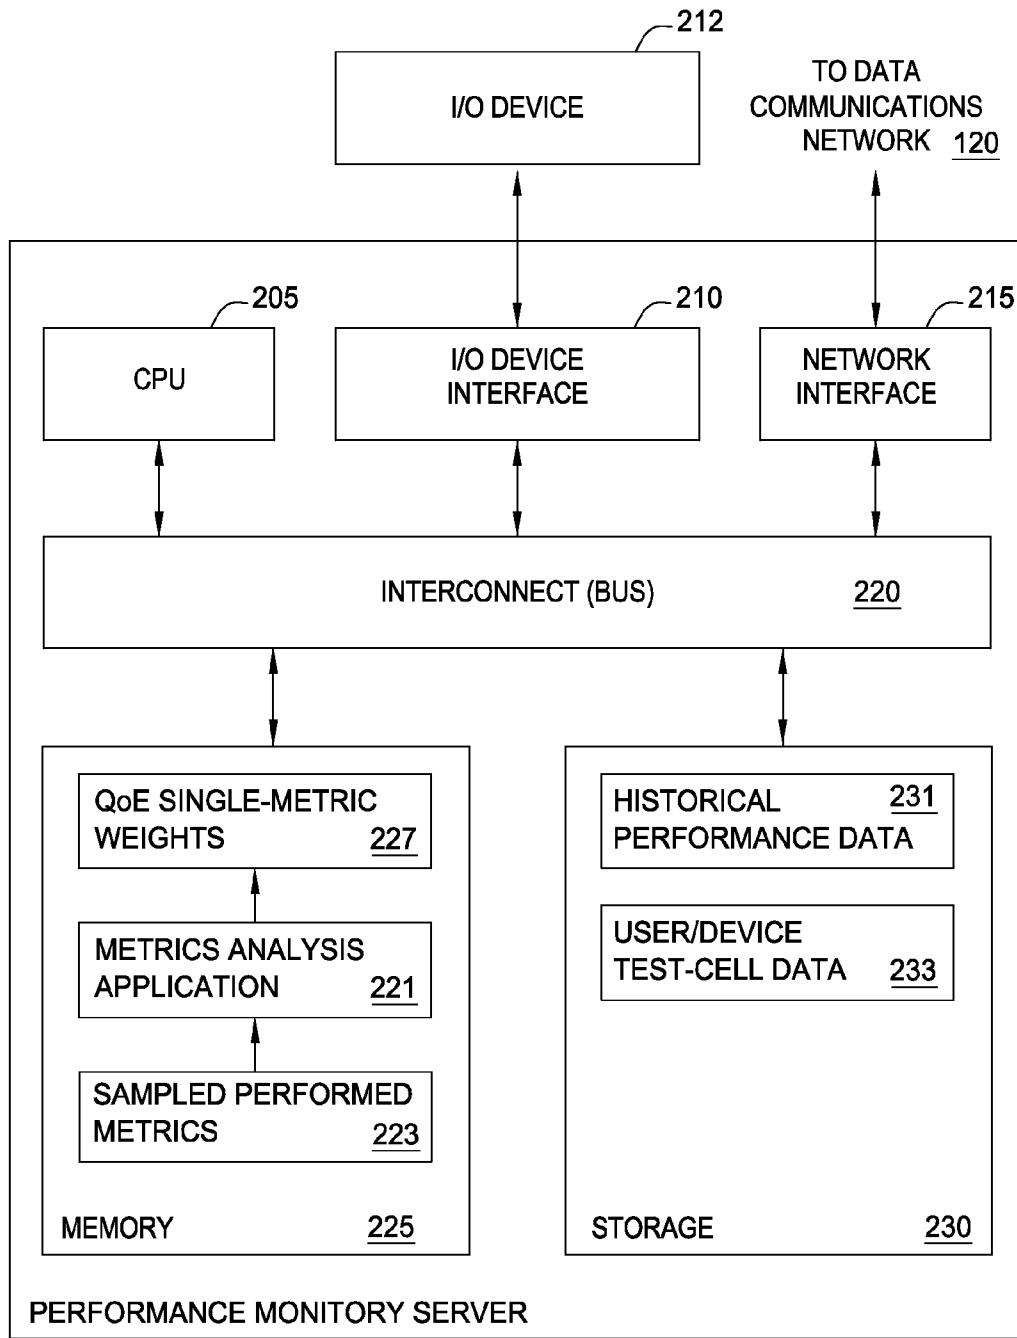 212
I/O DEVICE
TO DATA
COMMUNICATIONS
NETWORK 120
205
210
215
CPU
I/O DEVICE
INTERFACE
NETWORK
INTERFACE
INTERCONNECT (BUS) 220
QoE SINGLE-METRIC
WEIGHTS 227
METRICS ANALYSIS
APPLICATION 221
SAMPLED PERFORMED
METRICS 223
MEMORY 225
HISTORICAL 231
PERFORMANCE DATA
USER/DEVICE
TEST-CELL DATA 233
STORAGE 230
PERFORMANCE MONITORY SERVER